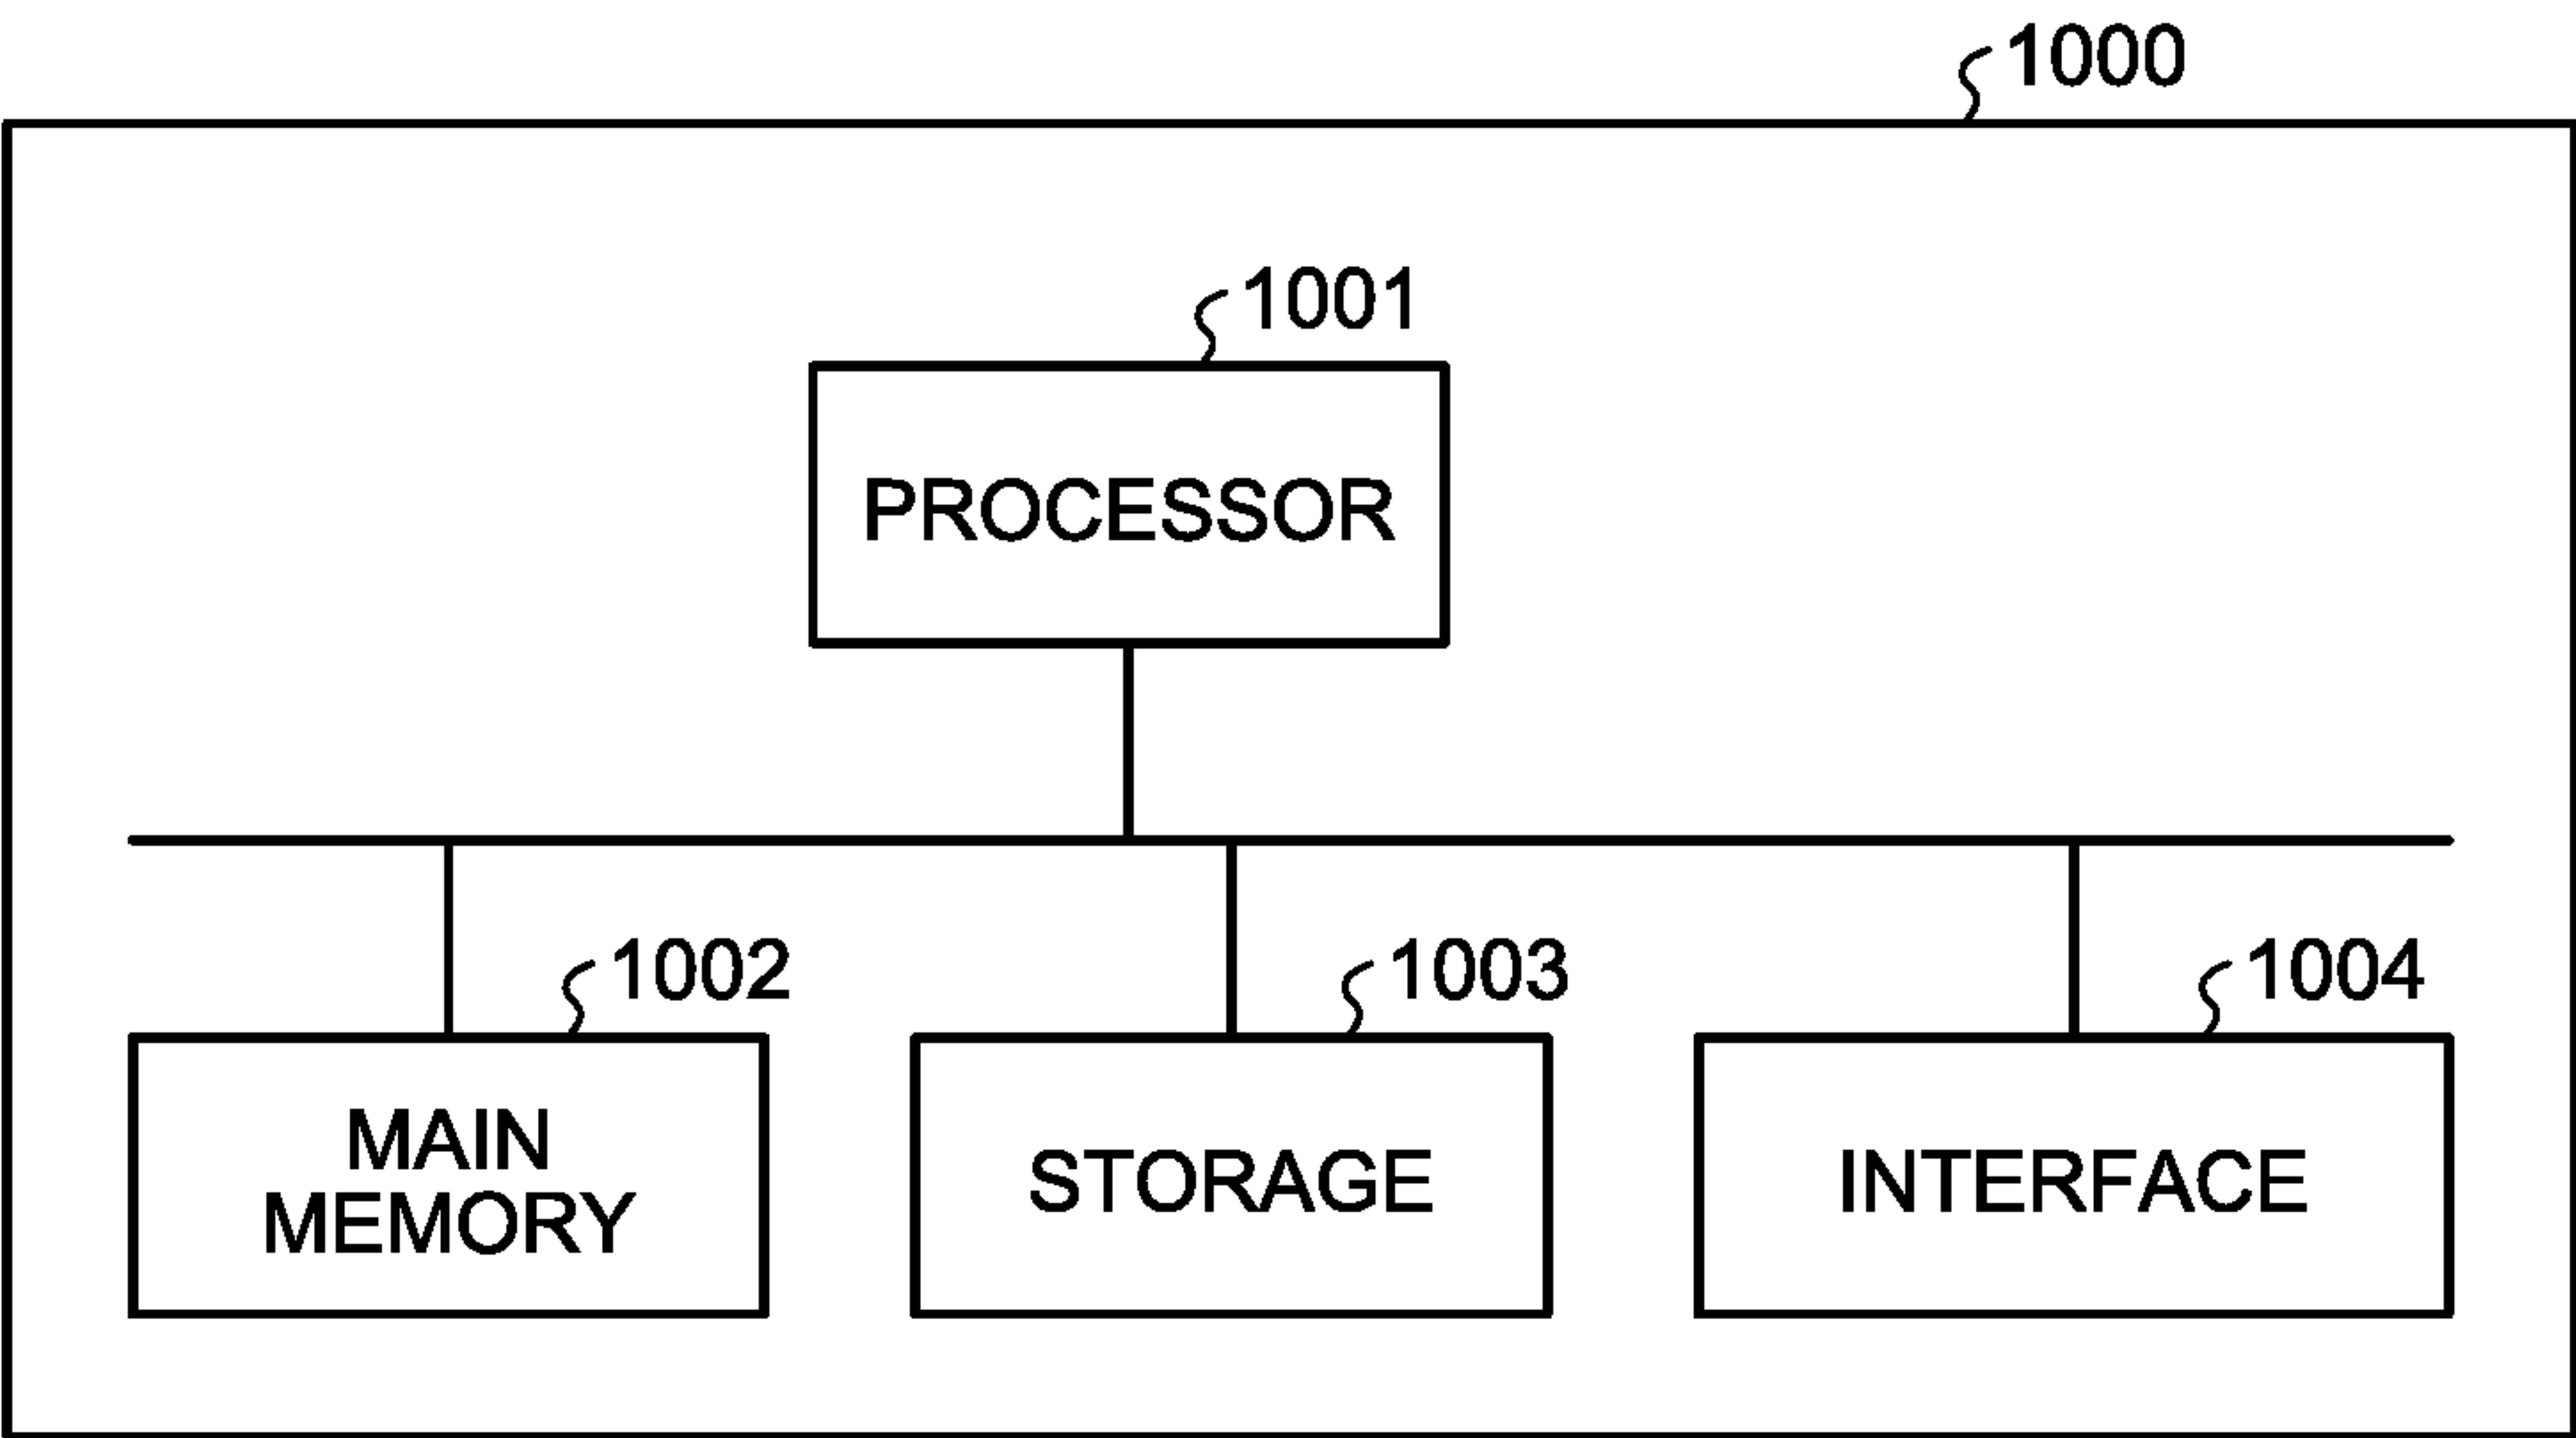 1000
1001
PROCESSOR
1002
1003
1004
MAIN
MEMORY
STORAGE
INTERFACE